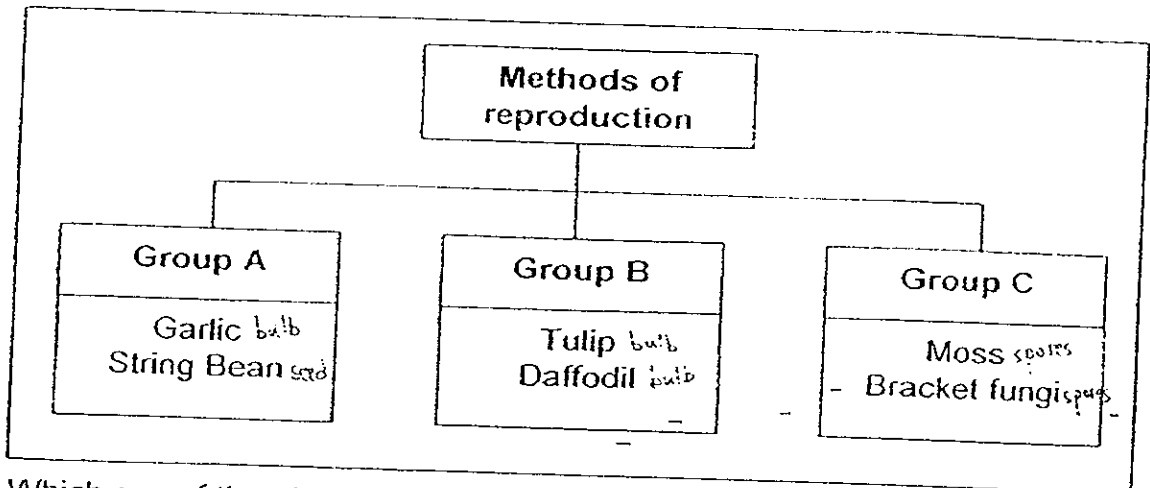 Methods of
reproduction
Group A
Garlic bulb
String Bean seed
Group B
Tulip bulb
Daffodil bulb
Group C
Moss spores
Bracket fungi spores